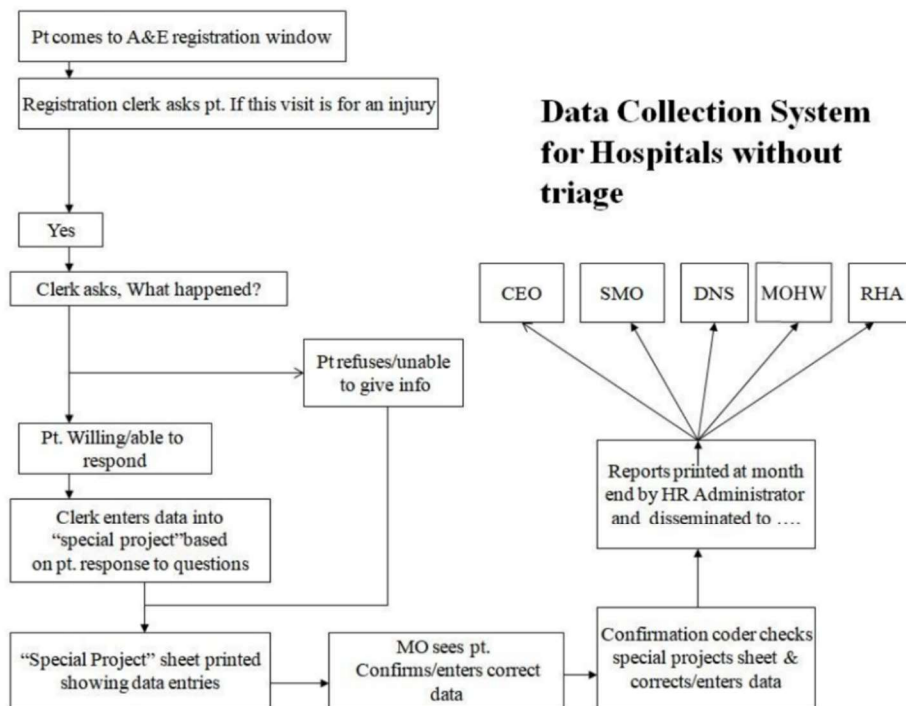 Pt comes to A&E registration window
Registration clerk asks pt. If this visit is for an injury
Data Collection System
for Hospitals without
triage
Yes
Clerk asks, What happened?
CEO
SMO
DNS
MOHW
RHA
Pt refuses/unable
to give info
Pt. Willing/able to
respond
Clerk enters data into
“special project”based
on pt. response to questions
“Special Project” sheet printed
showing data entries
MO sees pt.
Confirms/enters correct
data
Confirmation coder checks
special projects sheet &
corrects/enters data
Reports printed at month
end by HR Administrator
and disseminated to ….